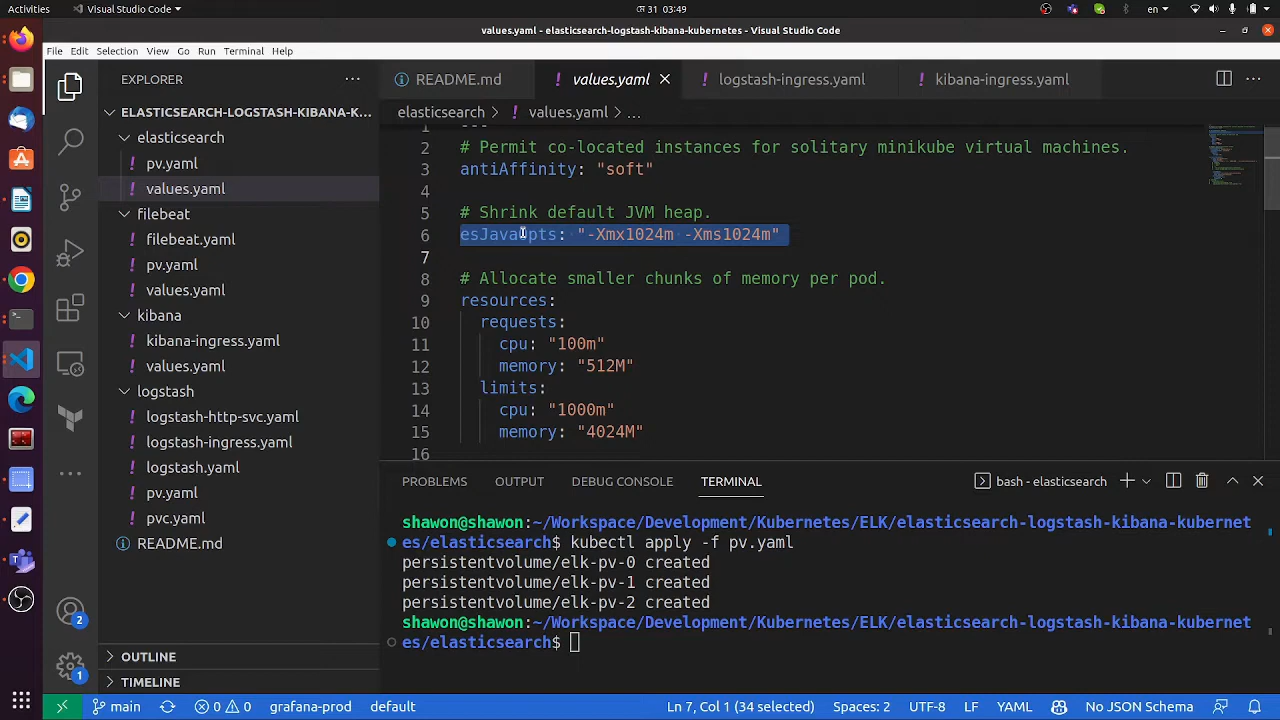 Activities
Visual Studio Code
মে 31 03:49
en
values.yaml - elasticsearch-logstash-kibana-kubernetes - Visual Studio Code
File Edit Selection View Go Run Terminal Help
EXPLORER
README.md
values.yaml
logstash-ingress.yaml
kibana-ingress.yaml
ELASTICSEARCH-LOGSTASH-KIBANA-K...
elasticsearch
pv.yaml
values.yaml
filebeat
filebeat.yaml
pv.yaml
values.yaml
kibana
kibana-ingress.yaml
values.yaml
logstash
logstash-http-svc.yaml
logstash-ingress.yaml
logstash.yaml
pv.yaml
pvc.yaml
README.md
OUTLINE
TIMELINE
elasticsearch > values.yaml > ...
1 ---
2 # Permit co-located instances for solitary minikube virtual machines.
3 antiAffinity: "soft"
4
5 # Shrink default JVM heap.
6 esJavaOpts: "-Xmx1024m -Xms1024m"
7
8 # Allocate smaller chunks of memory per pod.
9 resources:
10 requests:
11 cpu: "100m"
12 memory: "512M"
13 limits:
14 cpu: "1000m"
15 memory: "4024M"
16
PROBLEMS OUTPUT DEBUG CONSOLE TERMINAL
bash - elasticsearch
shawon@shawon:~/Workspace/Development/Kubernetes/ELK/elasticsearch-logstash-kibana-kubernet
es/elasticsearch$ kubectl apply -f pv.yaml
persistentvolume/elk-pv-0 created
persistentvolume/elk-pv-1 created
persistentvolume/elk-pv-2 created
shawon@shawon:~/Workspace/Development/Kubernetes/ELK/elasticsearch-logstash-kibana-kubernet
es/elasticsearch$
2
1
main 0 0 grafana-prod default Ln 7, Col 1 (34 selected) Spaces: 2 UTF-8 LF YAML No JSON Schema